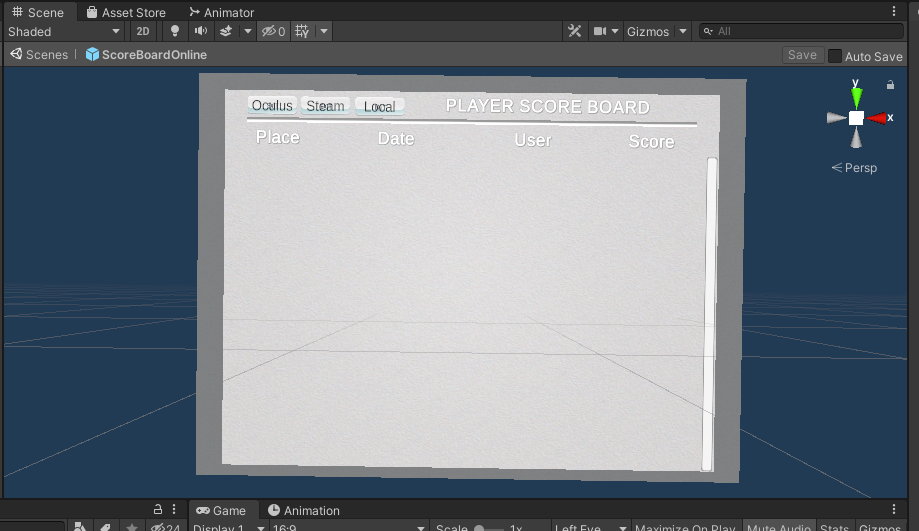 Scene Asset Store Animator
Shaded 2D 0 Gizmos All
Scenes ScoreBoardOnline Save Auto Save
Oculus Steam Local PLAYER SCORE BOARD
Place Date User Score
y
x
Persp
Game Animation
24 Display 1 16:9 Scale 1x Left Eye Maximize On Play Mute Audio Stats Gizmos